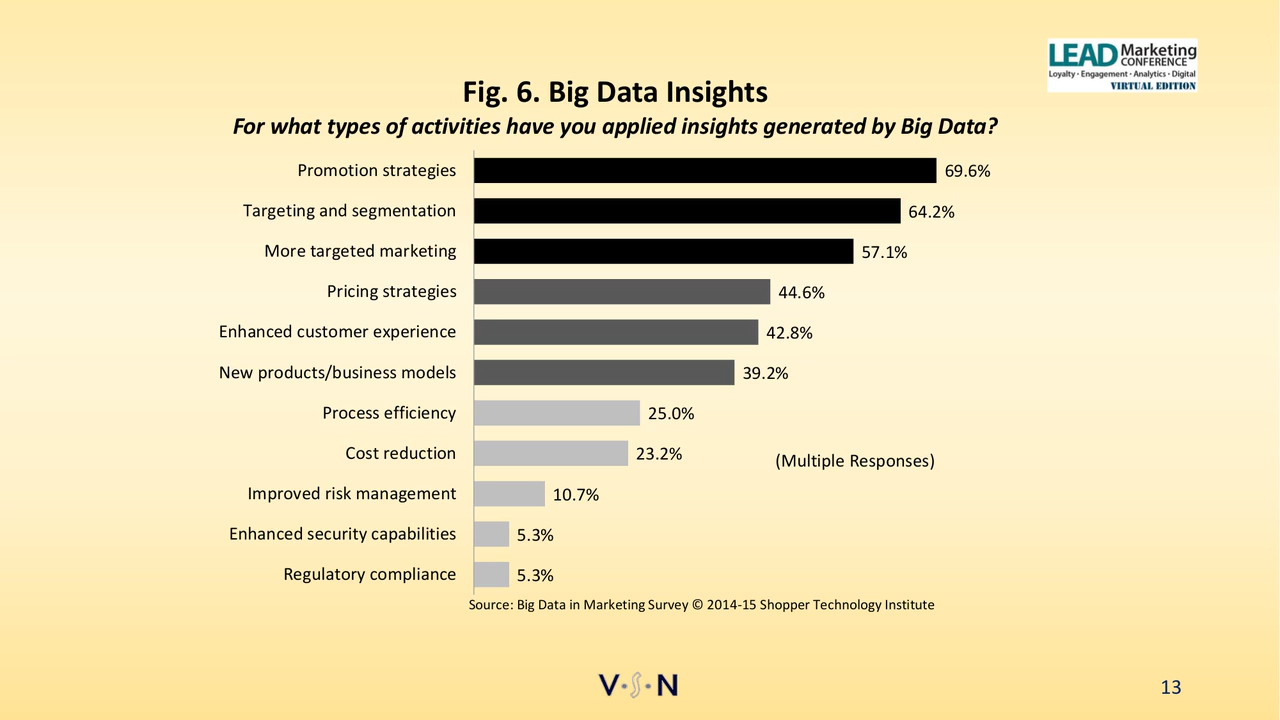 LEAD Marketing
CONFERENCE
Loyalty · Engagement · Analytics · Digital
VIRTUAL EDITION
Fig. 6. Big Data Insights
For what types of activities have you applied insights generated by Big Data?
Promotion strategies 69.6%
Targeting and segmentation 64.2%
More targeted marketing 57.1%
Pricing strategies 44.6%
Enhanced customer experience 42.8%
New products/business models 39.2%
Process efficiency 25.0%
Cost reduction 23.2%
(Multiple Responses)
Improved risk management 10.7%
Enhanced security capabilities 5.3%
Regulatory compliance 5.3%
Source: Big Data in Marketing Survey © 2014-15 Shopper Technology Institute
V·S·N
13